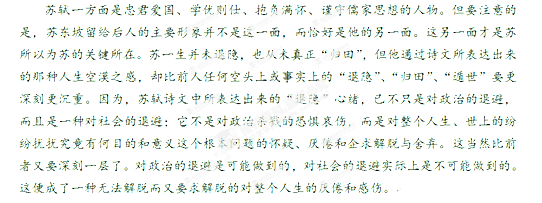 苏轼一方面是忠君爱国、学优则仕、抱负满怀、谨守儒家思想的人物。但要注意的
是，苏东坡留给后人的主要形象并不是这一面，而恰好是他的另一面。这另一面才是苏
所以为苏的关键所在。苏一生并未退隐，也从未真正“归田”，但他通过诗文所表达出来
的那种人生空漠之感，却比前人任何空头上或事实上的“退隐”、“归田”、“遁世”要更
深刻更沉重。因为，苏轼诗文中所表达出来的“退隐”心绪，已不只是对政治的退避，
而且是一种对社会的退避；它不是对政治杀戮的恐惧哀伤，而是对整个人生、世上的纷
纷扰扰究竟有何目的和意义这个根本问题的怀疑、厌倦和企求解脱与舍弃。这当然比前
者又要深刻一层了。对政治的退避是可能做到的，对社会的退避实际上是不可能做到的。
这便成了一种无法解脱而又要求解脱的对整个人生的厌倦和感伤。